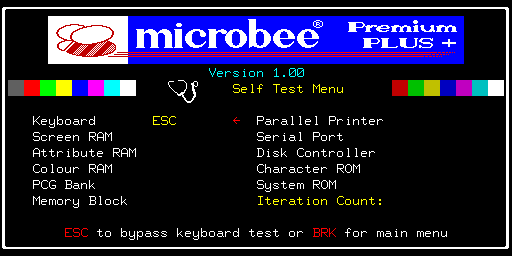 microbee® Premium PLUS +
Version 1.00
Self Test Menu
Keyboard ESC ← Parallel Printer
Screen RAM Serial Port
Attribute RAM Disk Controller
Colour RAM Character ROM
PCG Bank System ROM
Memory Block Iteration Count:
ESC to bypass keyboard test or BRK for main menu